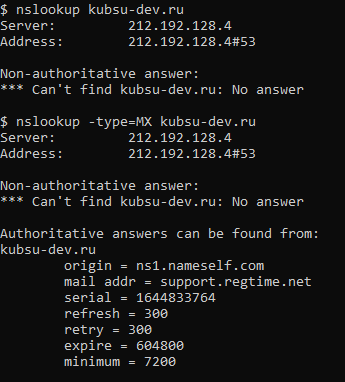 $ nslookup kubsu-dev.ru
Server:         212.192.128.4
Address:        212.192.128.4#53
Non-authoritative answer:
*** Can't find kubsu-dev.ru: No answer
$ nslookup -type=MX kubsu-dev.ru
Server:         212.192.128.4
Address:        212.192.128.4#53
Non-authoritative answer:
*** Can't find kubsu-dev.ru: No answer
Authoritative answers can be found from:
kubsu-dev.ru
        origin = ns1.nameself.com
        mail addr = support.regtime.net
        serial = 1644833764
        refresh = 300
        retry = 300
        expire = 604800
        minimum = 7200